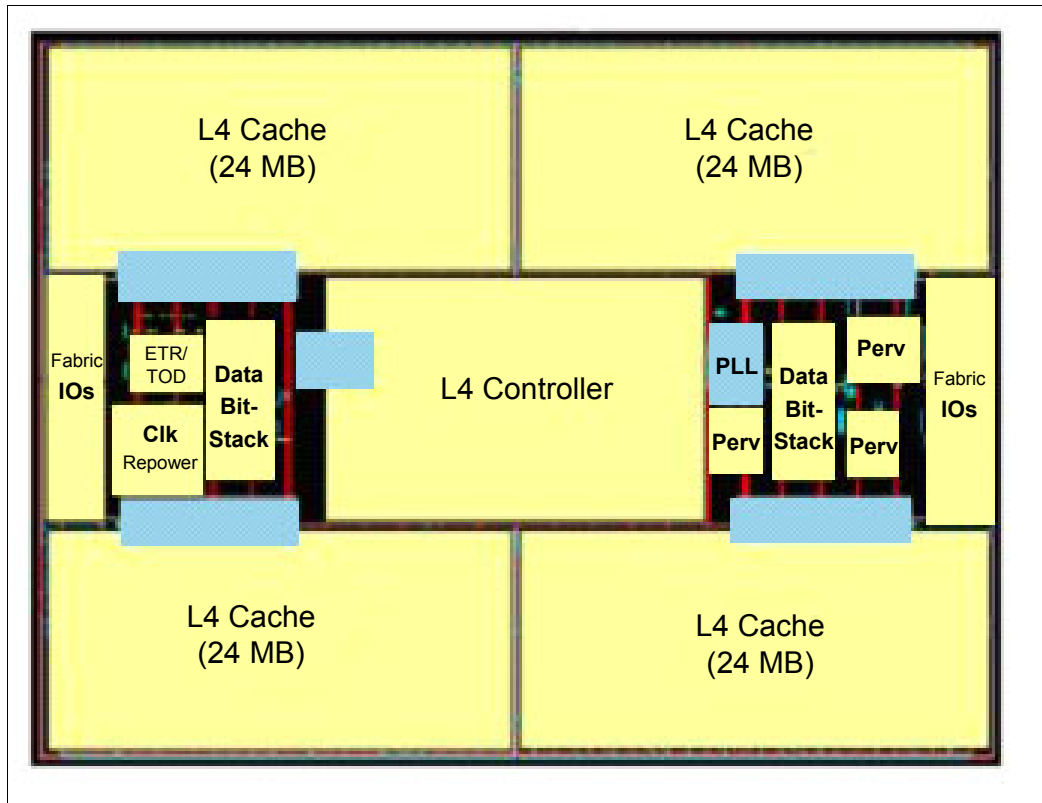 L4 Cache
(24 MB)
L4 Cache
(24 MB)
Fabric
IOs
ETR/
TOD
Data
Bit-
Stack
Clk
Repower
L4 Controller
PLL
Perv
Data
Bit-
Stack
Perv
Perv
Fabric
IOs
L4 Cache
(24 MB)
L4 Cache
(24 MB)